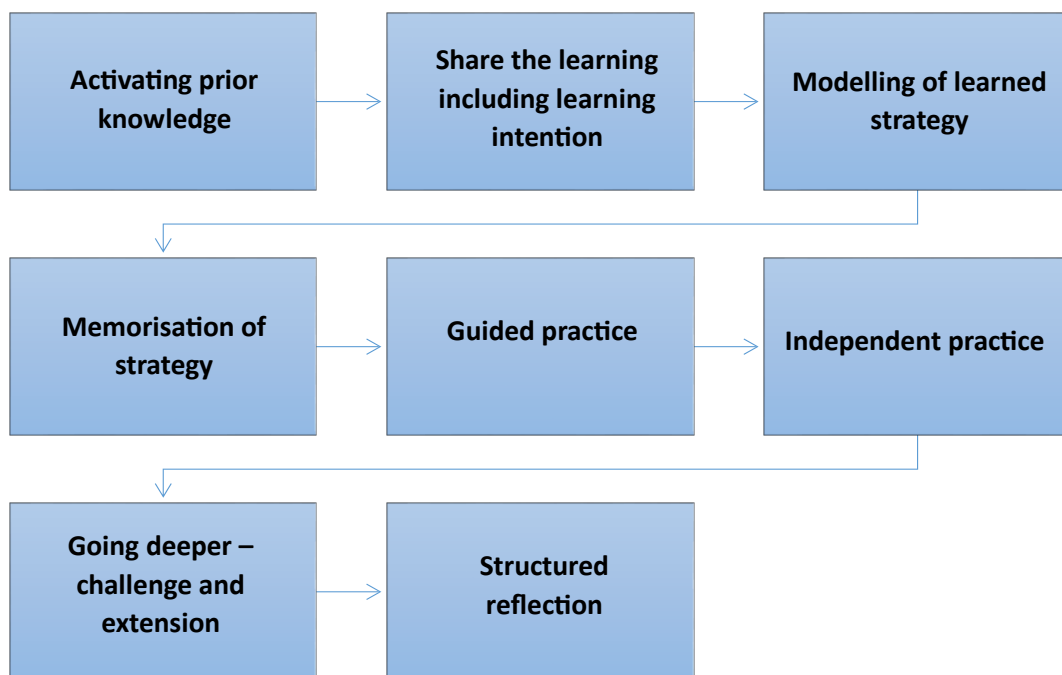 Activating prior
knowledge
Share the learning
including learning
intention
Modelling of learned
strategy
Memorisation of
strategy
Guided practice
Independent practice
Going deeper –
challenge and
extension
Structured
reflection